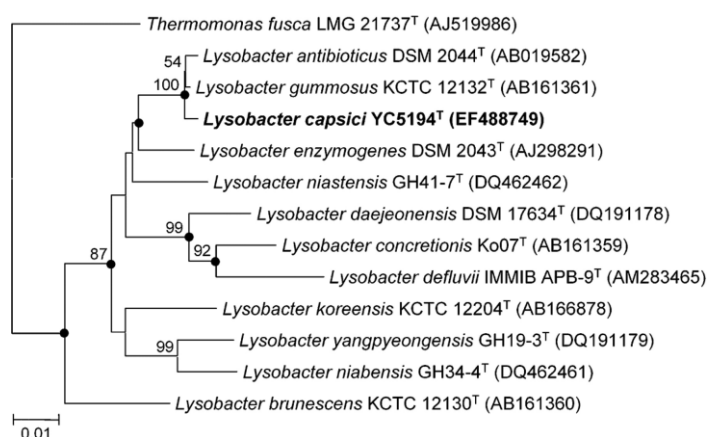 Thermomonas fusca LMG 21737ᵀ (AJ519986)
Lysobacter antibioticus DSM 2044ᵀ (AB019582)
54
Lysobacter gummosus KCTC 12132ᵀ (AB161361)
100
Lysobacter capsici YC5194ᵀ (EF488749)
Lysobacter enzymogenes DSM 2043ᵀ (AJ298291)
Lysobacter niastensis GH41-7ᵀ (DQ462462)
Lysobacter daejeonensis DSM 17634ᵀ (DQ191178)
99
Lysobacter concretionis Ko07ᵀ (AB161359)
92
Lysobacter defluvii IMMIB APB-9ᵀ (AM283465)
87
Lysobacter koreensis KCTC 12204ᵀ (AB166878)
Lysobacter yangpyeongensis GH19-3ᵀ (DQ191179)
99
Lysobacter niabensis GH34-4ᵀ (DQ462461)
Lysobacter brunescens KCTC 12130ᵀ (AB161360)
0.01